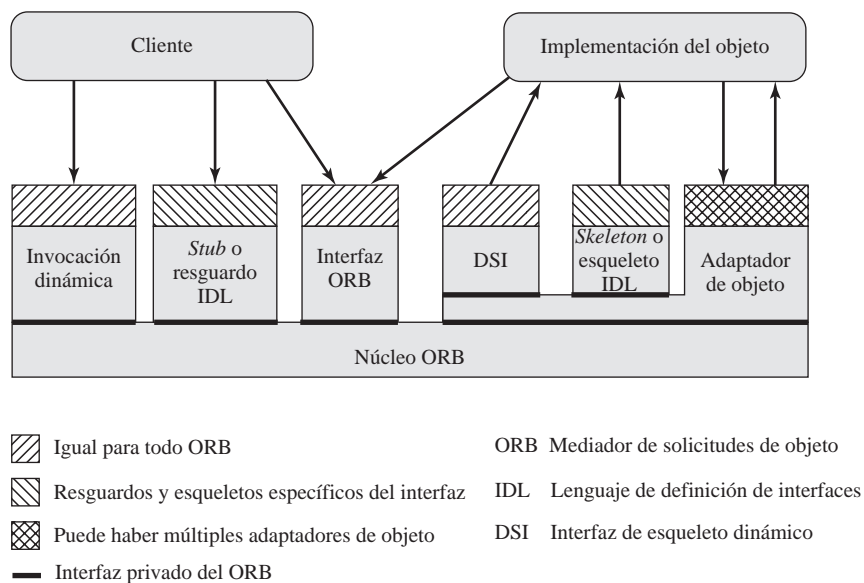 Cliente
Implementación del objeto
Invocación
dinámica
Stub o
resguardo
IDL
Interfaz
ORB
DSI
Skeleton o
esqueleto
IDL
Adaptador
de objeto
Núcleo ORB
Igual para todo ORB
Resguardos y esqueletos específicos del interfaz
Puede haber múltiples adaptadores de objeto
Interfaz privado del ORB
ORB Mediador de solicitudes de objeto
IDL Lenguaje de definición de interfaces
DSI Interfaz de esqueleto dinámico